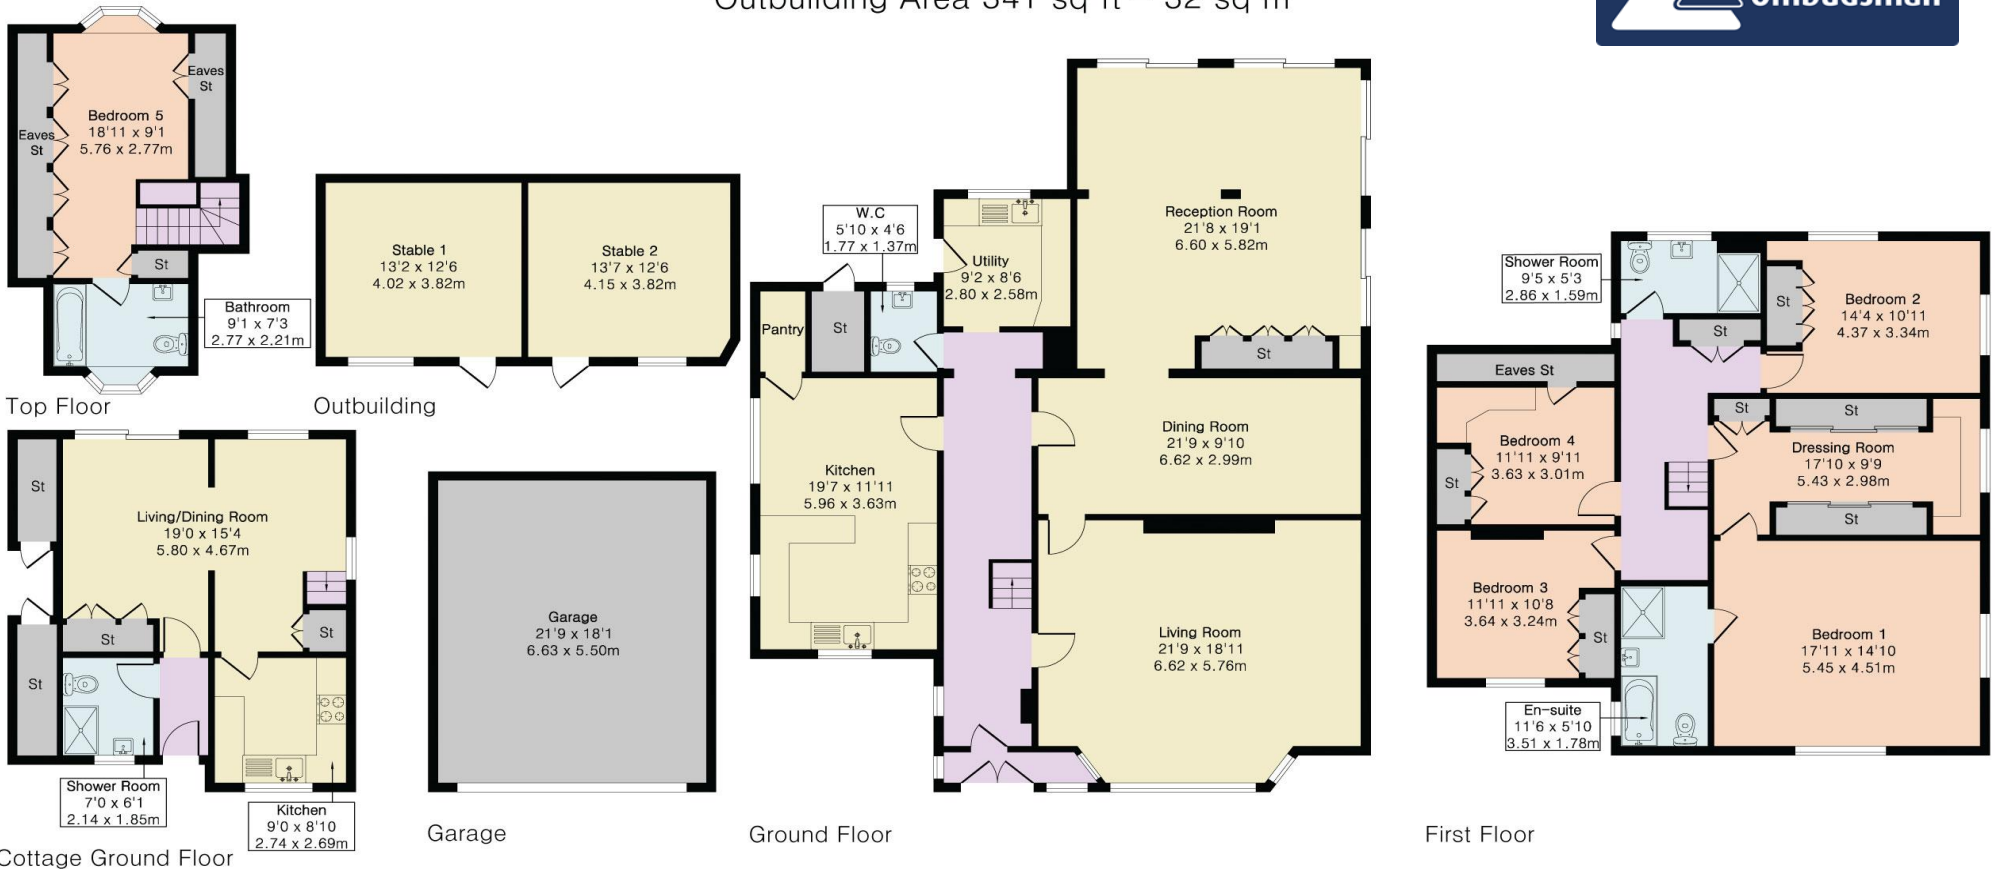 Outbuilding Area 341 sq ft - 32 sq m
ombudsman
Eaves
St
Bedroom 5
18'11 x 9'1
5.76 x 2.77m
Eaves
St
St
Bathroom
9'1 x 7'3
2.77 x 2.21m
Top Floor
Stable 1
13'2 x 12'6
4.02 x 3.82m
Stable 2
13'7 x 12'6
4.15 x 3.82m
Outbuilding
St
Living/Dining Room
19'0 x 15'4
5.80 x 4.67m
St
St
St
Shower Room
7'0 x 6'1
2.14 x 1.85m
Kitchen
9'0 x 8'10
2.74 x 2.69m
Cottage Ground Floor
Garage
21'9 x 18'1
6.63 x 5.50m
Garage
W.C
5'10 x 4'6
1.77 x 1.37m
Utility
9'2 x 8'6
2.80 x 2.58m
Reception Room
21'8 x 19'1
6.60 x 5.82m
Pantry
St
St
Dining Room
21'9 x 9'10
6.62 x 2.99m
Kitchen
19'7 x 11'11
5.96 x 3.63m
Living Room
21'9 x 18'11
6.62 x 5.76m
Ground Floor
Shower Room
9'5 x 5'3
2.86 x 1.59m
St
Bedroom 2
14'4 x 10'11
4.37 x 3.34m
St
Eaves St
St
St
Bedroom 4
11'11 x 9'11
3.63 x 3.01m
Dressing Room
17'10 x 9'9
5.43 x 2.98m
St
St
Bedroom 3
11'11 x 10'8
3.64 x 3.24m
St
Bedroom 1
17'11 x 14'10
5.45 x 4.51m
En-suite
11'6 x 5'10
3.51 x 1.78m
First Floor